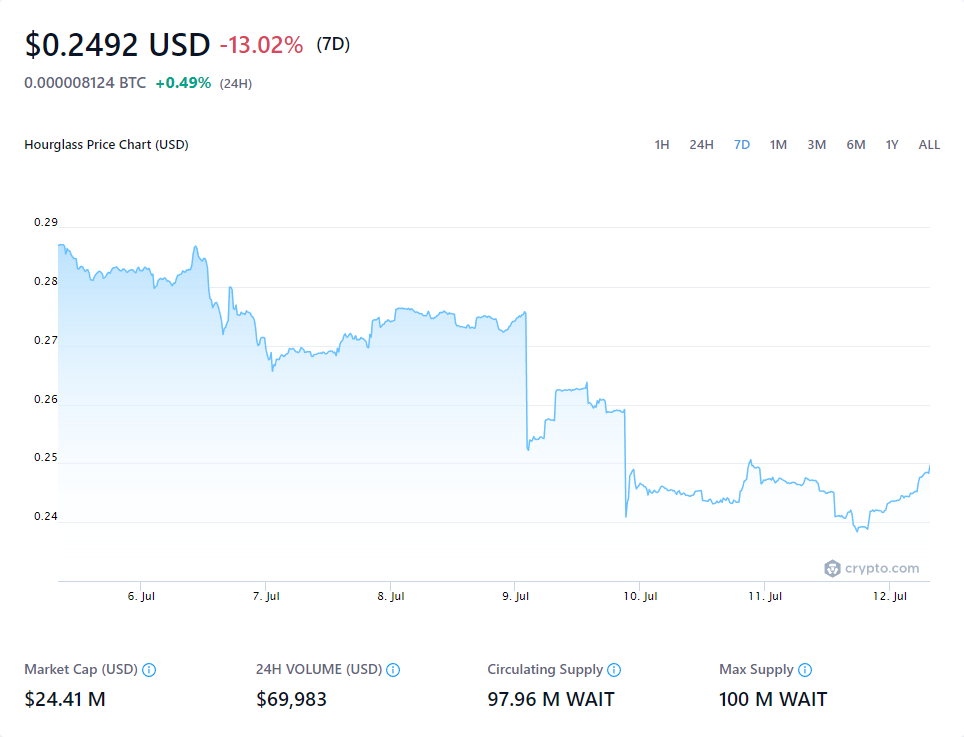 $0.2492 USD -13.02% (7D)
0.000008124 BTC +0.49% (24H)
Hourglass Price Chart (USD) 1H 24H 7D 1M 3M 6M 1Y ALL
0.29
0.28
0.27
0.26
0.25
0.24
crypto.com
6. Jul 7. Jul 8. Jul 9. Jul 10. Jul 11. Jul 12. Jul
Market Cap (USD) 24H VOLUME (USD) Circulating Supply Max Supply
$24.41 M $69,983 97.96 M WAIT 100 M WAIT